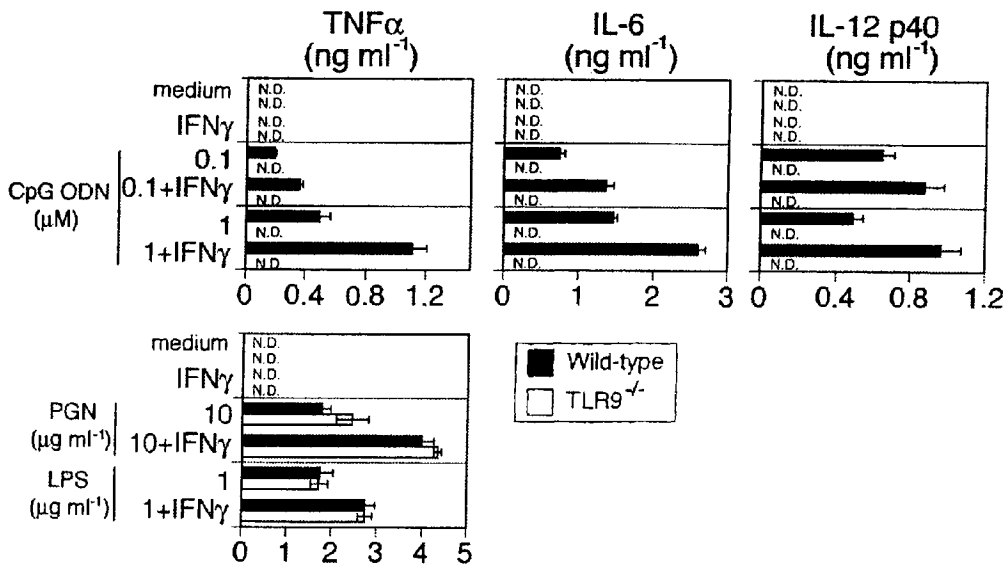 TNFα
(ng ml⁻¹)
IL-6
(ng ml⁻¹)
IL-12 p40
(ng ml⁻¹)
medium
N.D.
N.D.
N.D.
N.D.
N.D.
N.D.
IFNγ
N.D.
N.D.
N.D.
N.D.
N.D.
N.D.
CpG ODN
(μM)
0.1
N.D.
N.D.
N.D.
0.1+IFNγ
N.D.
N.D.
N.D.
1
N.D.
N.D.
N.D.
1+IFNγ
N.D.
N.D.
N.D.
0 0.4 0.8 1.2
0 1 2 3
0 0.4 0.8 1.2
medium
N.D.
N.D.
IFNγ
N.D.
N.D.
PGN
(μg ml⁻¹)
10
10+IFNγ
LPS
(μg ml⁻¹)
1
1+IFNγ
0 1 2 3 4 5
Wild-type
TLR9⁻/⁻